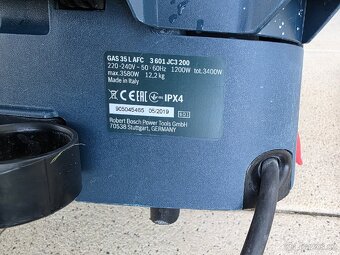 GAS 35 L AFC 3 601 JC3 200
220-240V ~ 50-60Hz 1200W tot.3400W
max.3580W 12,2 kg
Made in Italy
IPX4
905045485 05/2019
Robert Bosch Power Tools GmbH
70538 Stuttgart, GERMANY